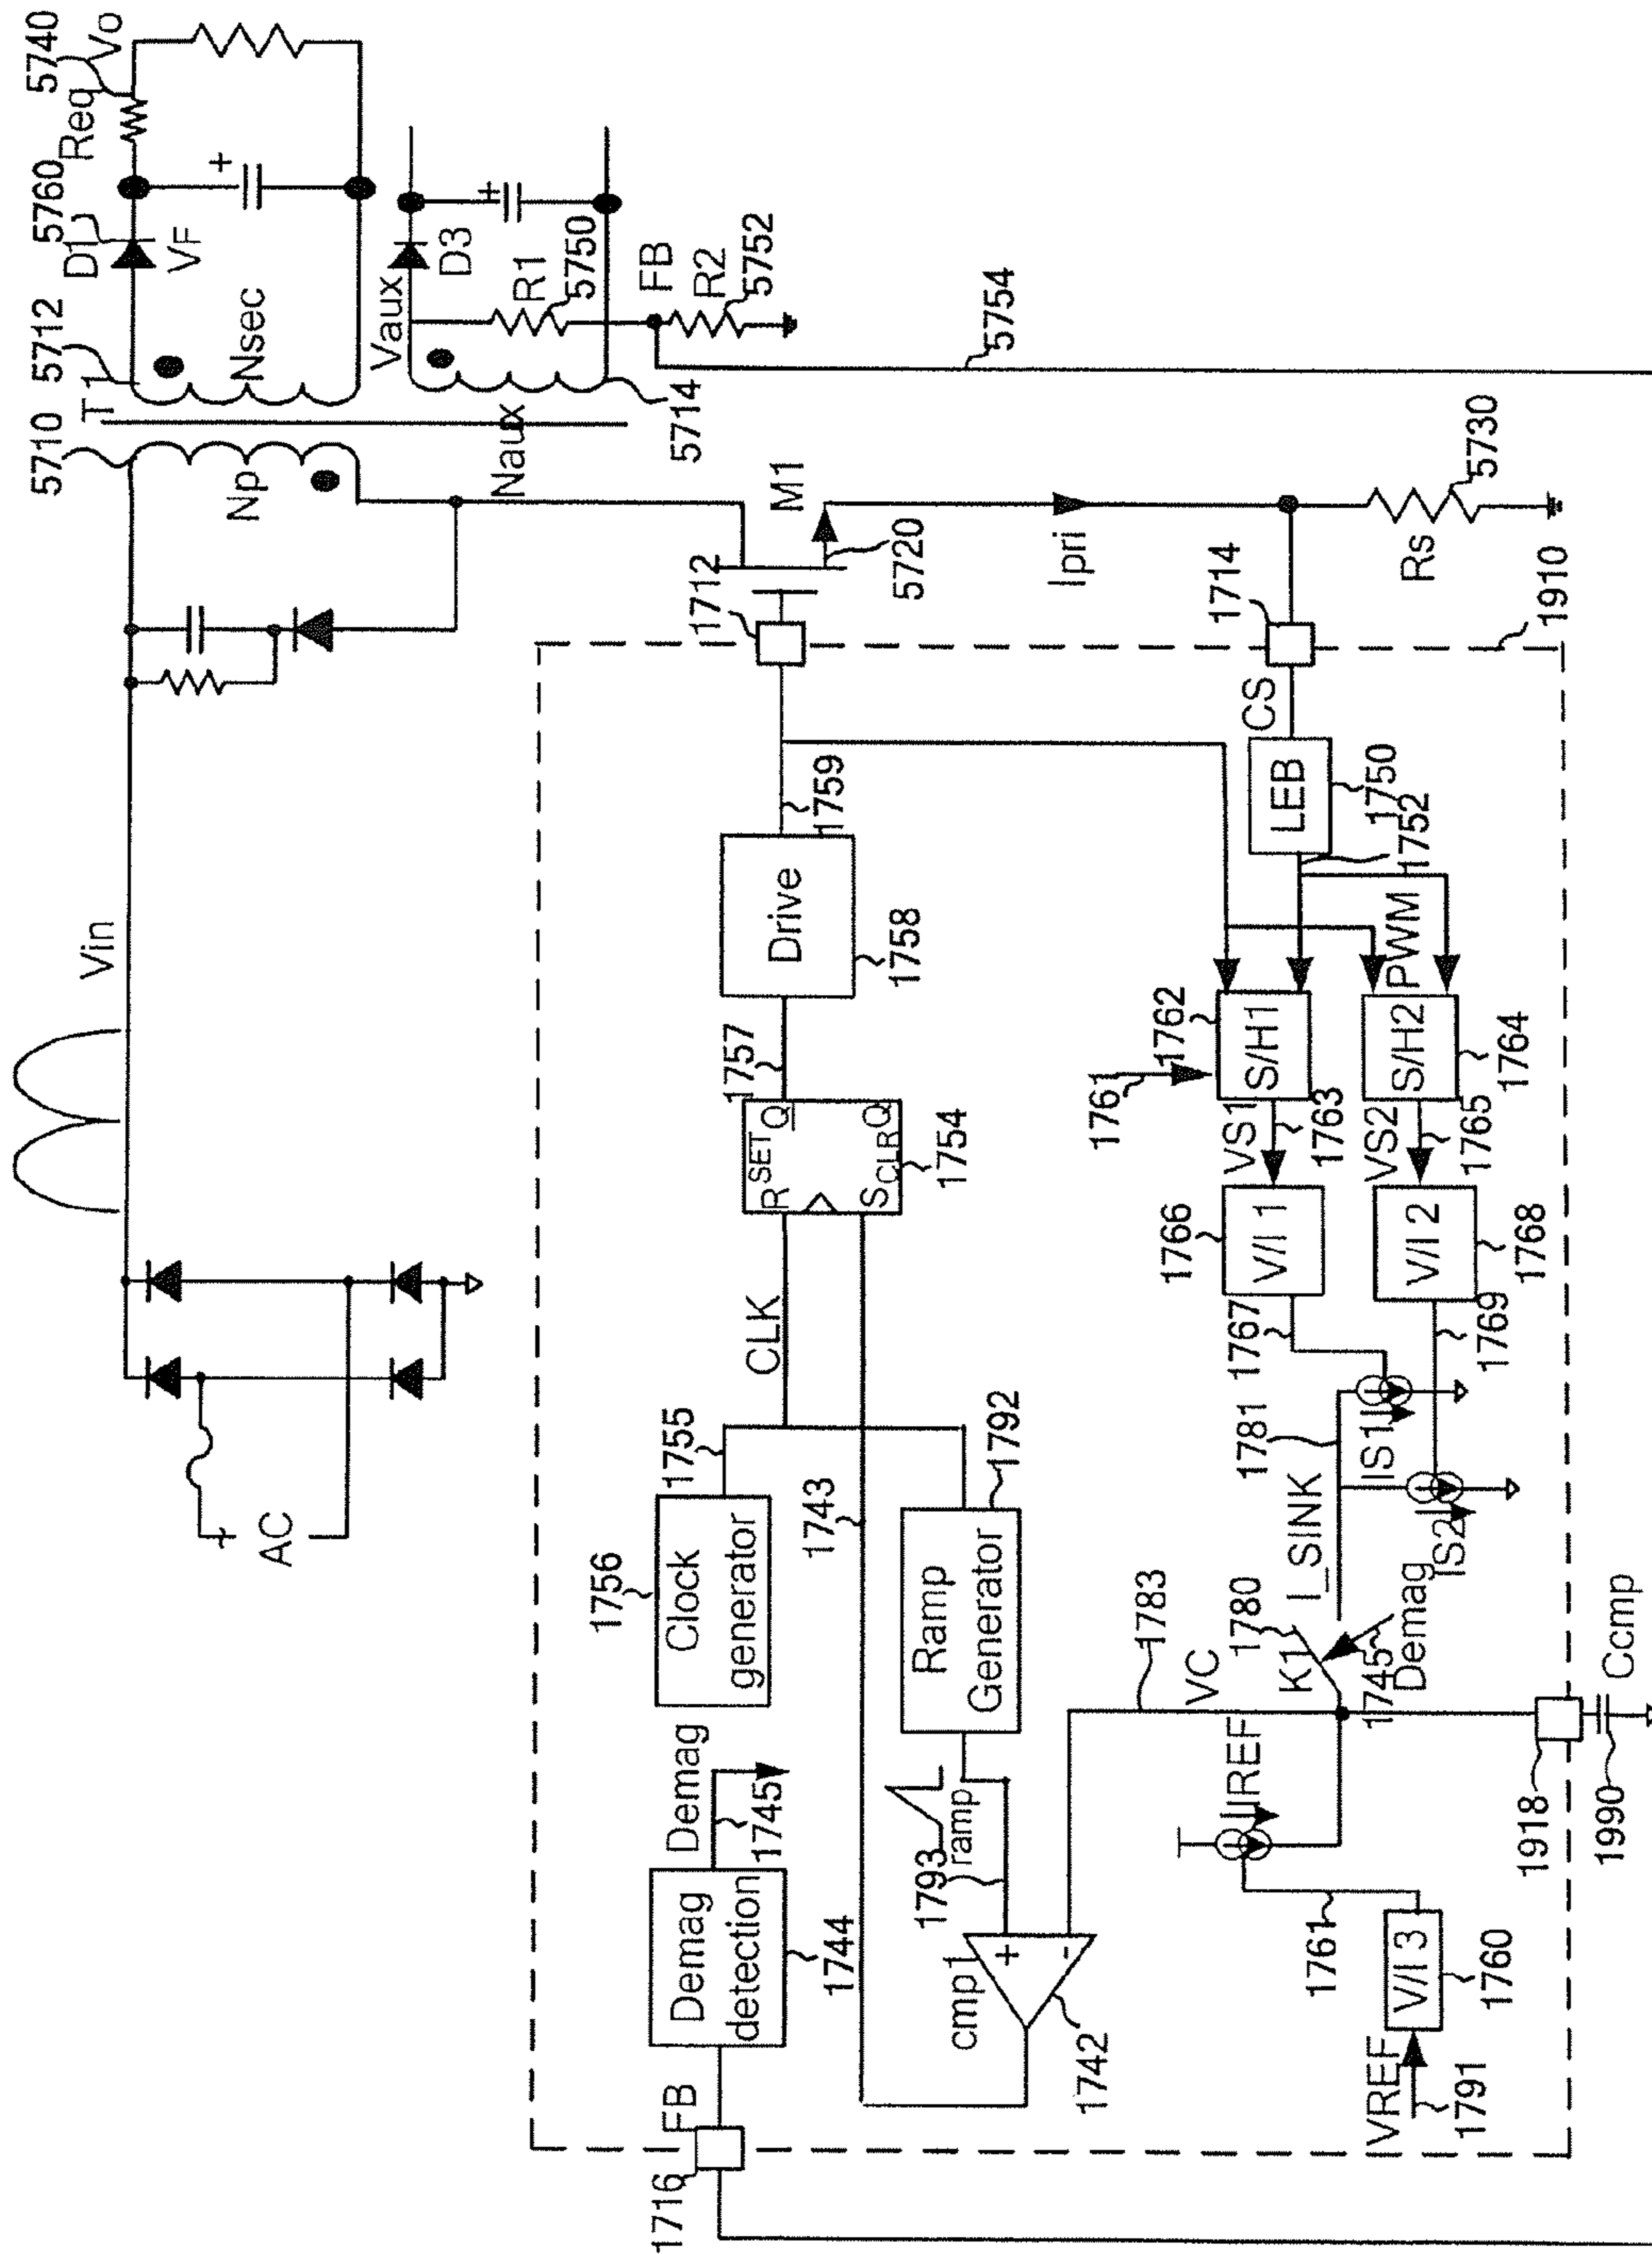 Vin
AC
5710
Np
T1
5712
Nsec
D1
5760
VF
Req
5740
Vo
Naux
5714
Vaux
D3
R1
5750
FB
R2
5752
5754
M1
5720
1712
Ipri
1714
Rs
5730
1910
1716
FB
Demag
detection
1744
Demag
1745
1756
Clock
generator
1755
CLK
1743
RSET Q
SCLR Q
1754
1757
Drive
1758
1759
cmp1
+
-
1742
1793
ramp
Ramp
Generator
1792
CS
LEB
1750
1752
PWM
1761
1762
S/H1
VS1
1763
S/H2
1764
VS2
1765
1766
V/I 1
1767
V/I 2
1768
1769
1781
I_SINK
IS1
IS2
1780
K1
1745
Demag
1783
VC
IREF
1761
V/I 3
1760
VREF
1791
1918
1990
Ccmp